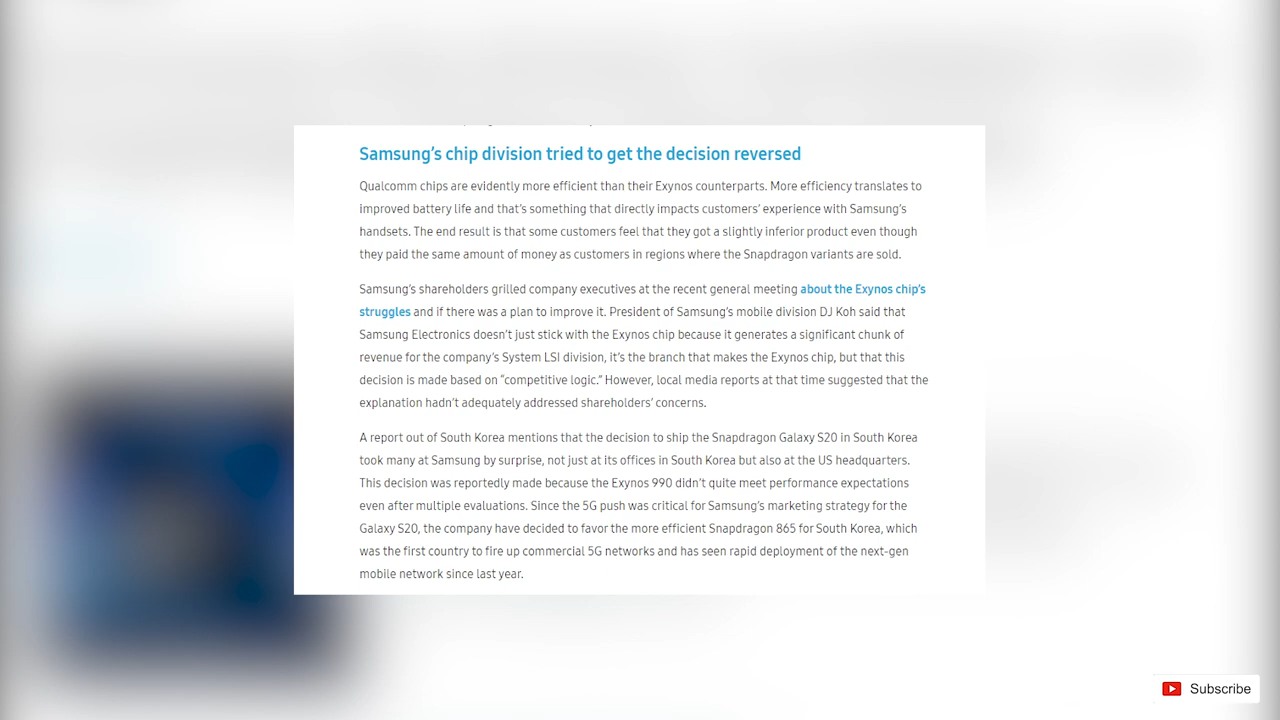 Samsung's chip division tried to get the decision reversed
Qualcomm chips are evidently more efficient than their Exynos counterparts. More efficiency translates to
improved battery life and that's something that directly impacts customers' experience with Samsung's
handsets. The end result is that some customers feel that they got a slightly inferior product even though
they paid the same amount of money as customers in regions where the Snapdragon variants are sold.
Samsung's shareholders grilled company executives at the recent general meeting about the Exynos chip's
struggles and if there was a plan to improve it. President of Samsung's mobile division DJ Koh said that
Samsung Electronics doesn't just stick with the Exynos chip because it generates a significant chunk of
revenue for the company's System LSI division, it's the branch that makes the Exynos chip, but that this
decision is made based on “competitive logic.” However, local media reports at that time suggested that the
explanation hadn't adequately addressed shareholders' concerns.
A report out of South Korea mentions that the decision to ship the Snapdragon Galaxy S20 in South Korea
took many at Samsung by surprise, not just at its offices in South Korea but also at the US headquarters.
This decision was reportedly made because the Exynos 990 didn't quite meet performance expectations
even after multiple evaluations. Since the 5G push was critical for Samsung's marketing strategy for the
Galaxy S20, the company have decided to favor the more efficient Snapdragon 865 for South Korea, which
was the first country to fire up commercial 5G networks and has seen rapid deployment of the next-gen
mobile network since last year.
Subscribe